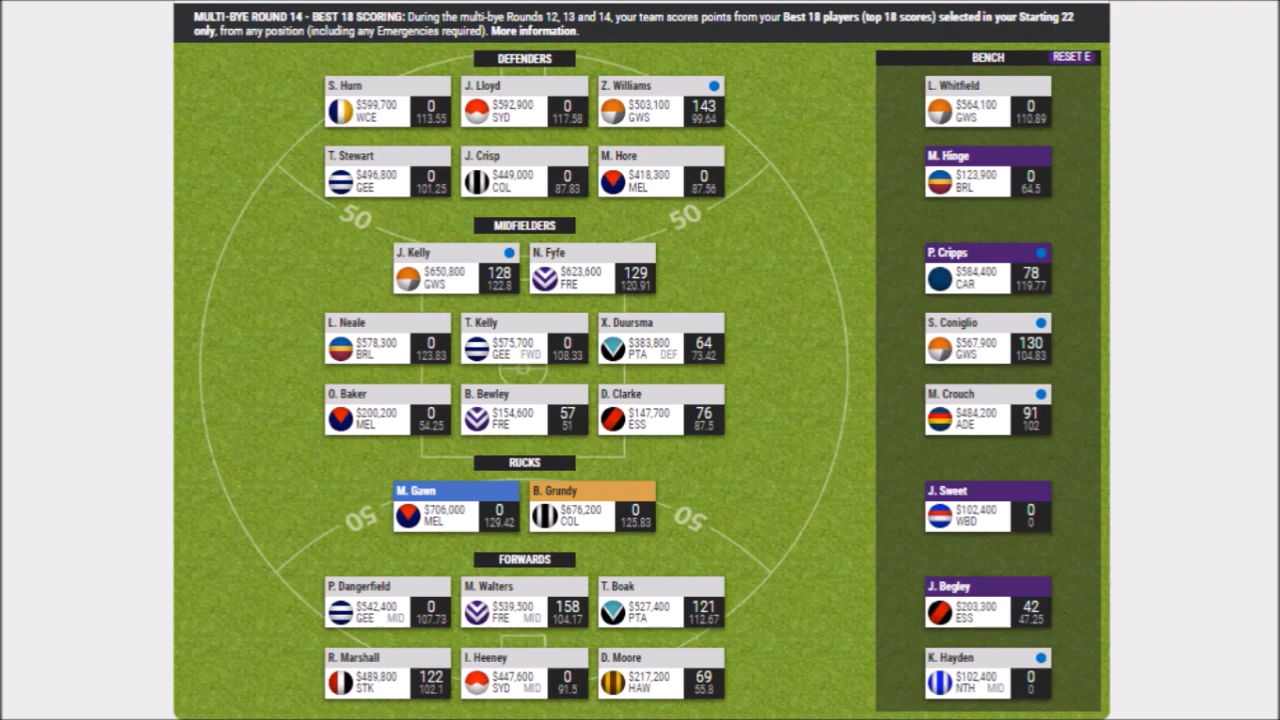 MULTI-BYE ROUND 14 - BEST 18 SCORING: During the multi-bye Rounds 12, 13 and 14, your team scores points from your Best 18 players (top 18 scores) selected in your Starting 22
only, from any position (including any Emergencies required). More information.
DEFENDERS
BENCH
RESET E
S. Hurn
$599,700
WCE
0
113.55
J. Lloyd
$592,900
SYD
0
117.58
Z. Williams
$503,100
GWS
143
99.64
L. Whitfield
$564,100
GWS
0
110.89
T. Stewart
$496,800
GEE
0
101.25
J. Crisp
$449,000
COL
0
87.83
M. Hore
$418,300
MEL
0
87.56
M. Hinge
$123,900
BRL
0
64.5
50
50
MIDFIELDERS
J. Kelly
$650,800
GWS
128
122.8
N. Fyfe
$623,600
FRE
129
120.91
P. Cripps
$584,400
CAR
78
119.77
L. Neale
$578,300
BRL
0
123.83
T. Kelly
$575,700
GEE FWD
0
108.33
X. Duursma
$383,800
PTA DEF
64
73.42
S. Coniglio
$567,900
GWS
130
104.83
O. Baker
$200,200
MEL
0
54.25
B. Bewley
$154,600
FRE
57
51
D. Clarke
$147,700
ESS
76
87.5
M. Crouch
$484,200
ADE
91
102
RUCKS
M. Gawn
$706,000
MEL
0
129.42
B. Grundy
$676,200
COL
0
125.83
J. Sweet
$102,400
WBD
0
0
50
50
FORWARDS
P. Dangerfield
$542,400
GEE MID
0
107.73
M. Walters
$539,500
FRE MID
158
104.17
T. Boak
$527,400
PTA
121
112.67
J. Begley
$203,300
ESS
42
47.25
R. Marshall
$489,800
STK
122
102.1
I. Heeney
$447,600
SYD MID
0
91.5
D. Moore
$217,200
HAW
69
55.8
K. Hayden
$102,400
NTH MID
0
0